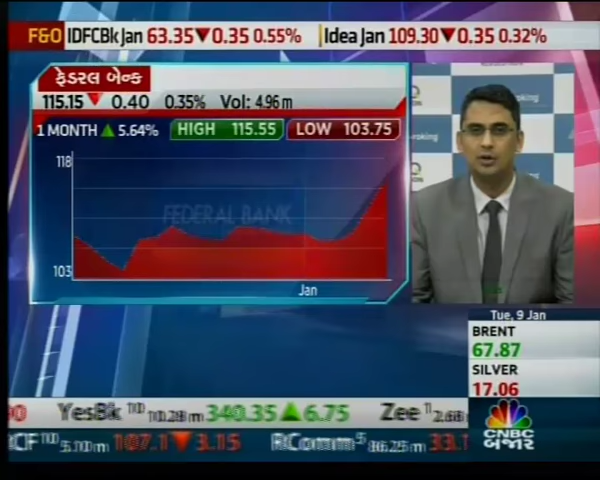 F&O IDFCBk Jan 63.35▼0.35 0.55% Idea Jan 109.30▼0.35 0.32%
ફેડરલ બેન્ક
115.15 ▼ 0.40 0.35% Vol: 4.96 m
1 MONTH ▲ 5.64% HIGH 115.55 LOW 103.75
118
FEDERAL BANK
103
Jan
oking
roking
Tue, 9 Jan
BRENT
67.87
SILVER
17.06
YesBk 340.35▲6.75 Zee
CF 107.1▼3.15 RComm 33.1
CNBC
બજાર